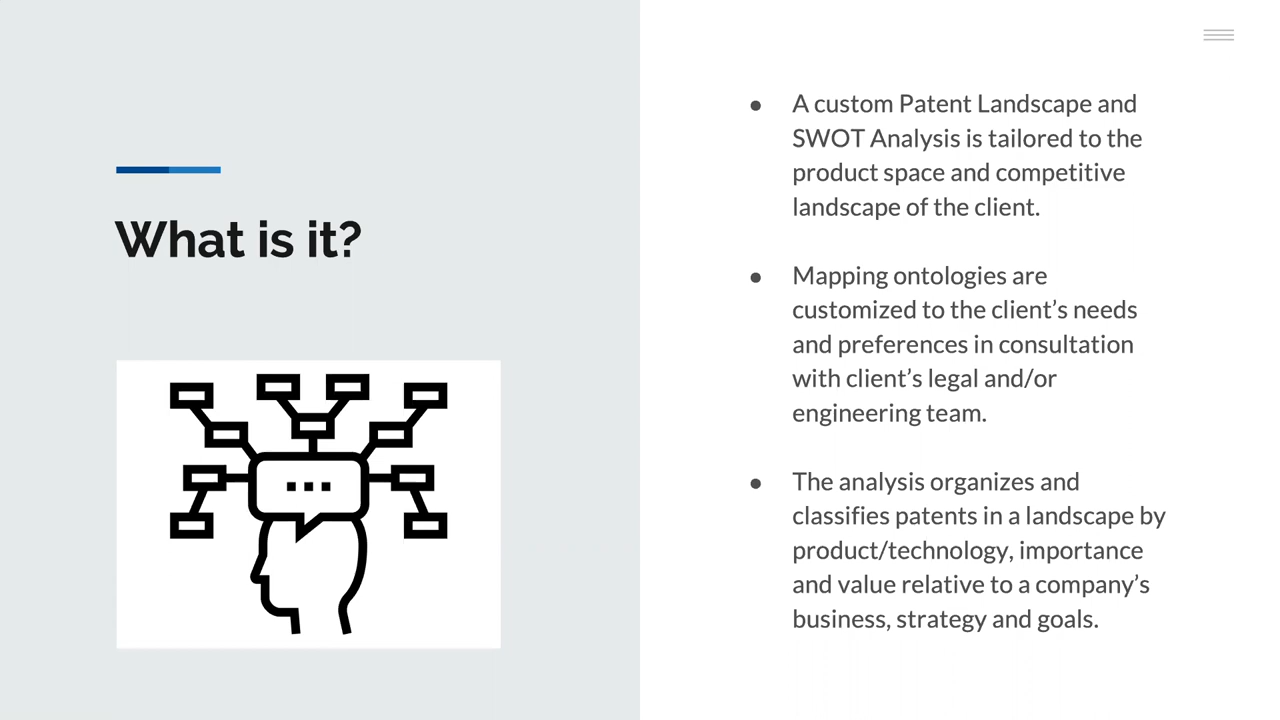 What is it?
● A custom Patent Landscape and
SWOT Analysis is tailored to the
product space and competitive
landscape of the client.
● Mapping ontologies are
customized to the client’s needs
and preferences in consultation
with client’s legal and/or
engineering team.
● The analysis organizes and
classifies patents in a landscape by
product/technology, importance
and value relative to a company’s
business, strategy and goals.